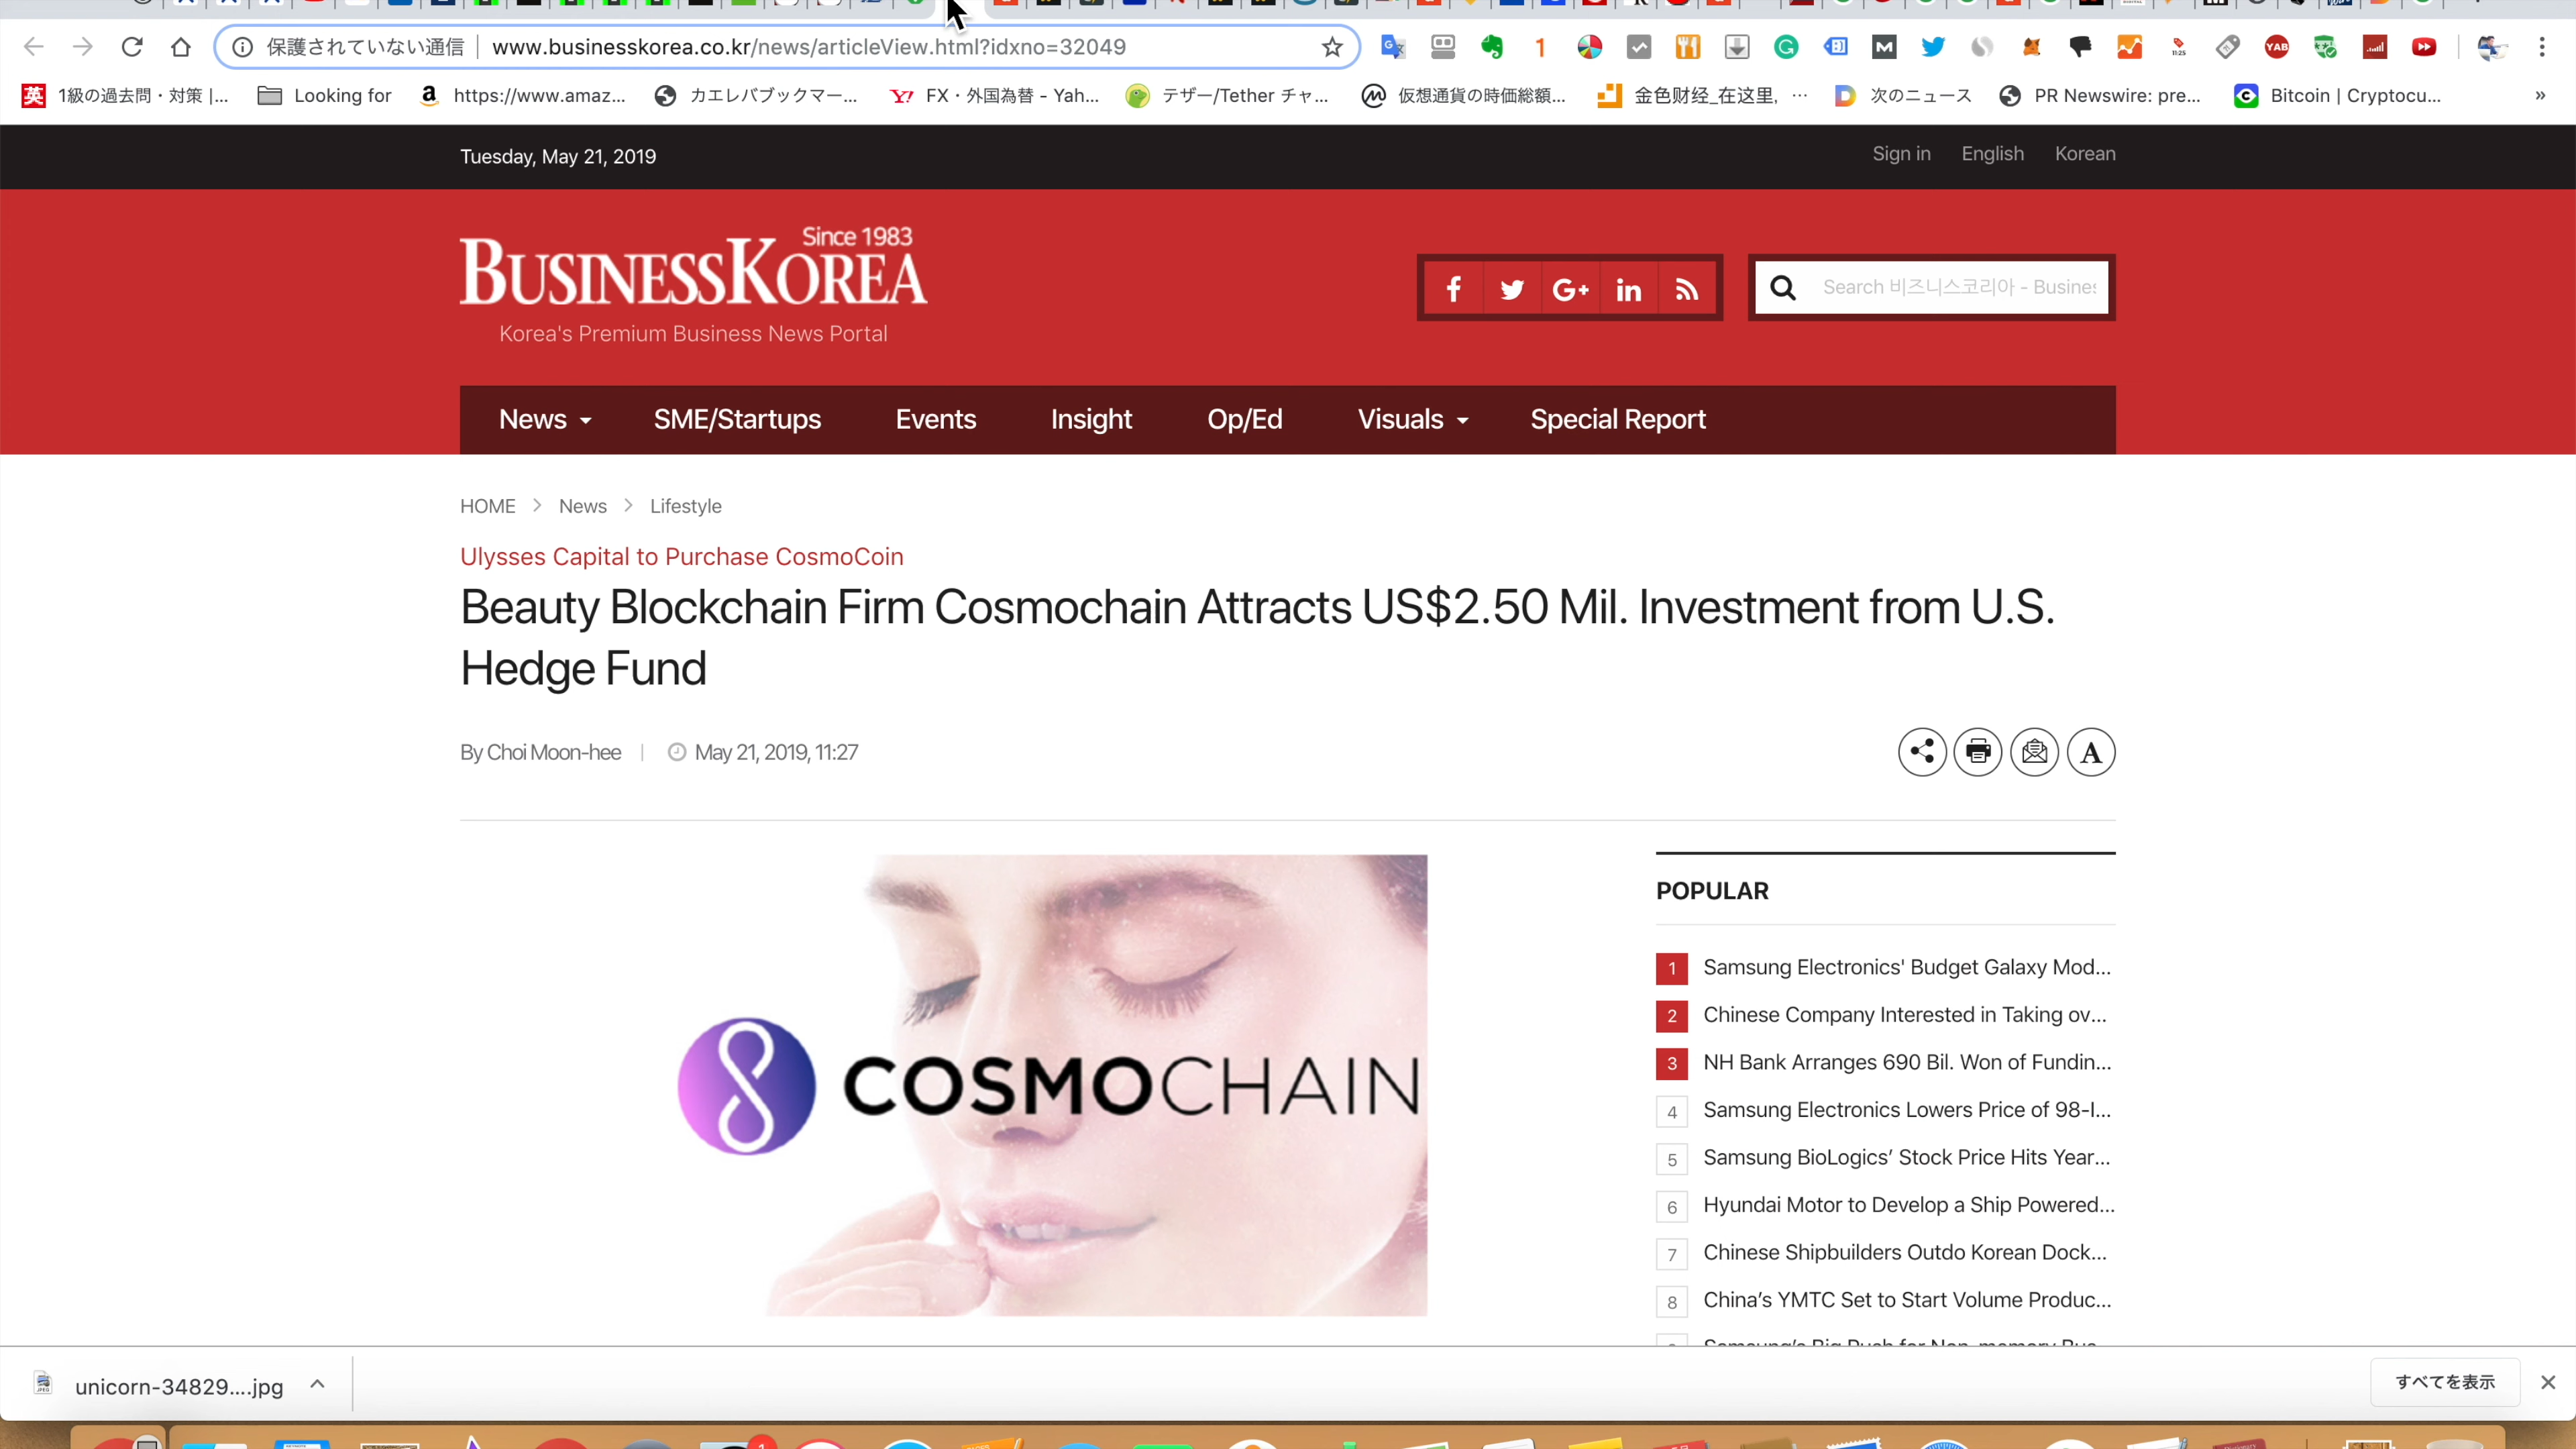 保護されていない通信 | www.businesskorea.co.kr/news/articleView.html?idxno=32049
英 1級の過去問・対策 |... Looking for https://www.amaz... カエレバブックマー... FX・外国為替 - Yah... テザー/Tether チャ... 仮想通貨の時価総額... 金色财经_在这里, ... 次のニュース PR Newswire: pre... Bitcoin | Cryptocu... »
Tuesday, May 21, 2019
Sign in English Korean
Since 1983
BUSINESSKOREA
Korea's Premium Business News Portal
Search 비즈니스코리아 - Busines
News SME/Startups Events Insight Op/Ed Visuals Special Report
HOME > News > Lifestyle
Ulysses Capital to Purchase CosmoCoin
Beauty Blockchain Firm Cosmochain Attracts US$2.50 Mil. Investment from U.S.
Hedge Fund
By Choi Moon-hee | May 21, 2019, 11:27
COSMOCHAIN
POPULAR
1 Samsung Electronics' Budget Galaxy Mod...
2 Chinese Company Interested in Taking ov...
3 NH Bank Arranges 690 Bil. Won of Fundin...
4 Samsung Electronics Lowers Price of 98-I...
5 Samsung BioLogics’ Stock Price Hits Year...
6 Hyundai Motor to Develop a Ship Powered...
7 Chinese Shipbuilders Outdo Korean Dock...
8 China’s YMTC Set to Start Volume Produc...
unicorn-34829....jpg
すべてを表示